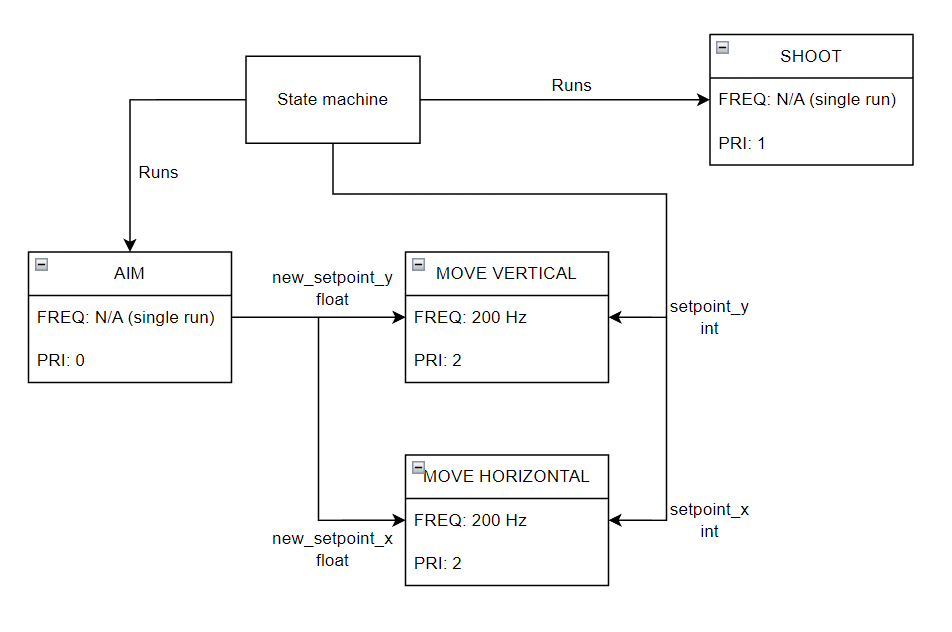 State machine
Runs
SHOOT
FREQ: N/A (single run)
PRI: 1
Runs
AIM
FREQ: N/A (single run)
PRI: 0
new_setpoint_y
float
MOVE VERTICAL
FREQ: 200 Hz
PRI: 2
setpoint_y
int
MOVE HORIZONTAL
FREQ: 200 Hz
PRI: 2
new_setpoint_x
float
setpoint_x
int